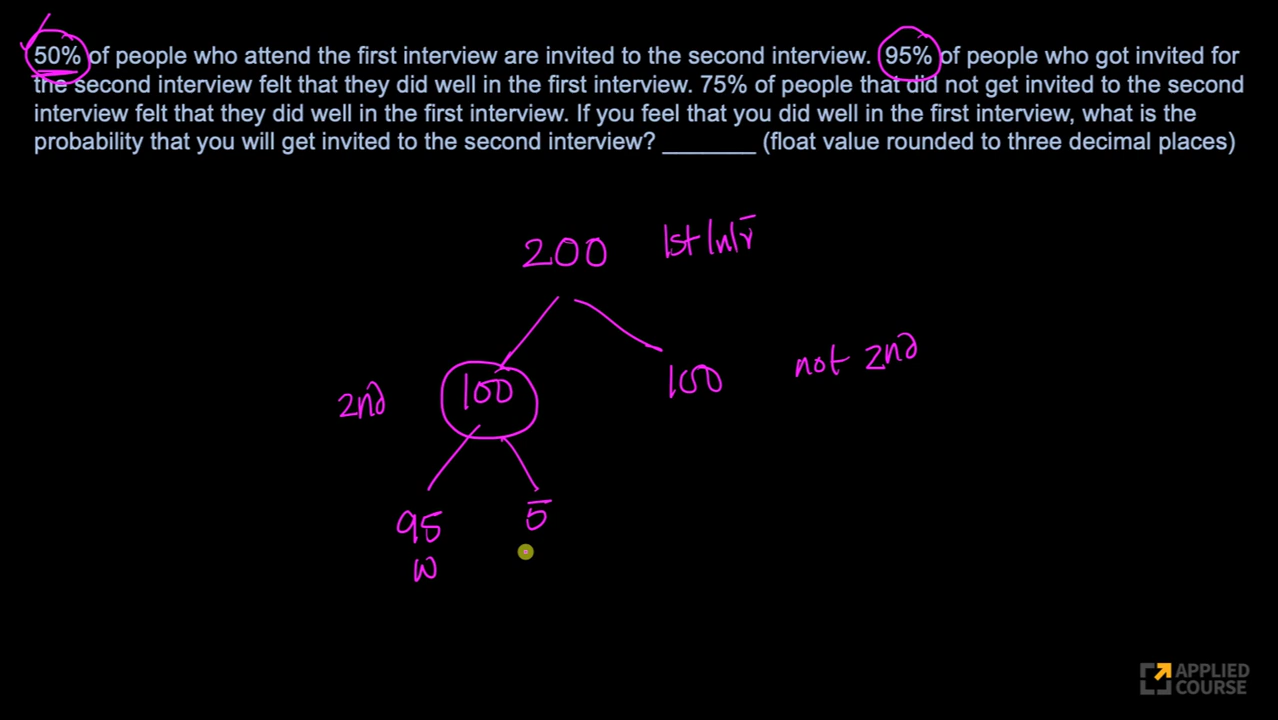 50% of people who attend the first interview are invited to the second interview. 95% of people who got invited for
the second interview felt that they did well in the first interview. 75% of people that did not get invited to the second
interview felt that they did well in the first interview. If you feel that you did well in the first interview, what is the
probability that you will get invited to the second interview? _______ (float value rounded to three decimal places)
200 1st Intr
2nd 100 100 not 2nd
95 5
W
APPLIED
COURSE